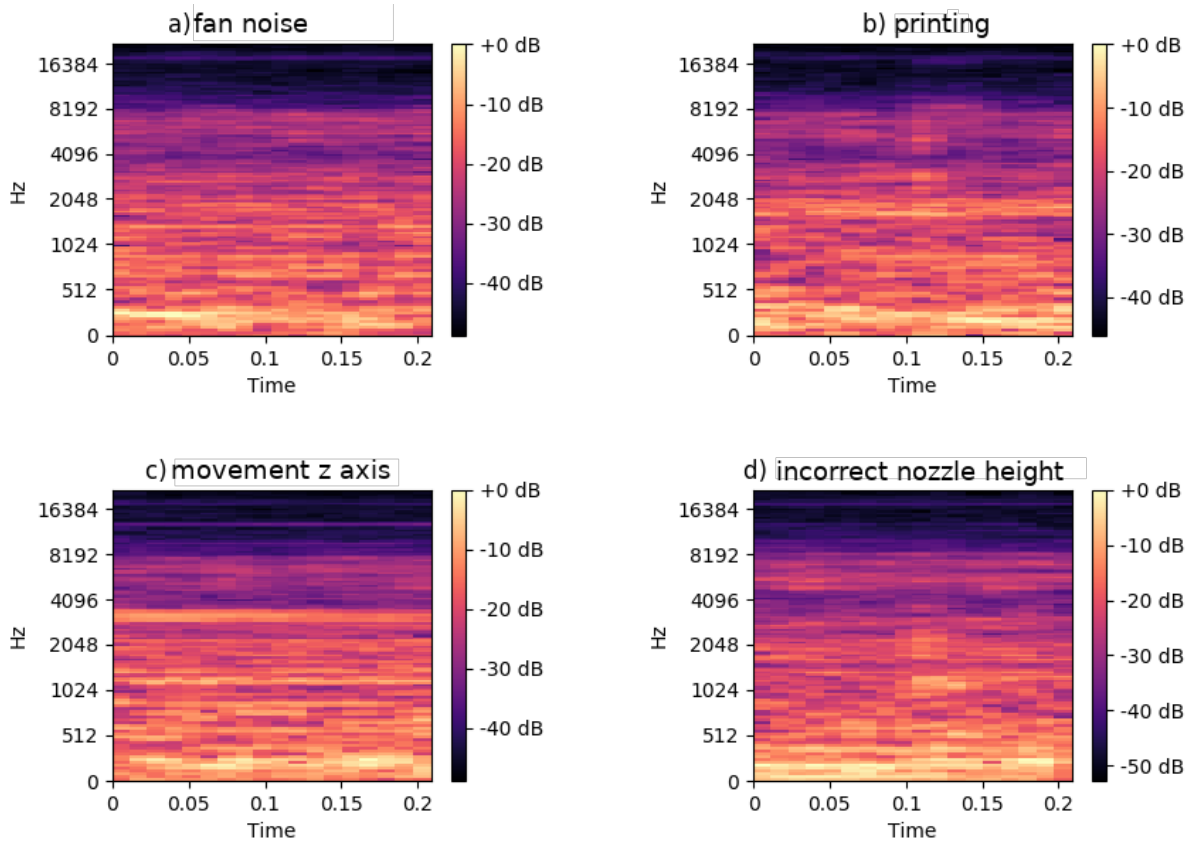 a) fan noise
+0 dB
16384
-10 dB
8192
4096
-20 dB
Hz
2048
-30 dB
1024
-40 dB
512
0
0 0.05 0.1 0.15 0.2
Time
b) printing
+0 dB
16384
-10 dB
8192
4096
-20 dB
Hz
2048
-30 dB
1024
512
-40 dB
0
0 0.05 0.1 0.15 0.2
Time
c) movement z axis
+0 dB
16384
-10 dB
8192
4096
-20 dB
Hz
2048
-30 dB
1024
-40 dB
512
0
0 0.05 0.1 0.15 0.2
Time
d) incorrect nozzle height
+0 dB
16384
-10 dB
8192
-20 dB
4096
Hz
2048
-30 dB
1024
-40 dB
512
-50 dB
0
0 0.05 0.1 0.15 0.2
Time